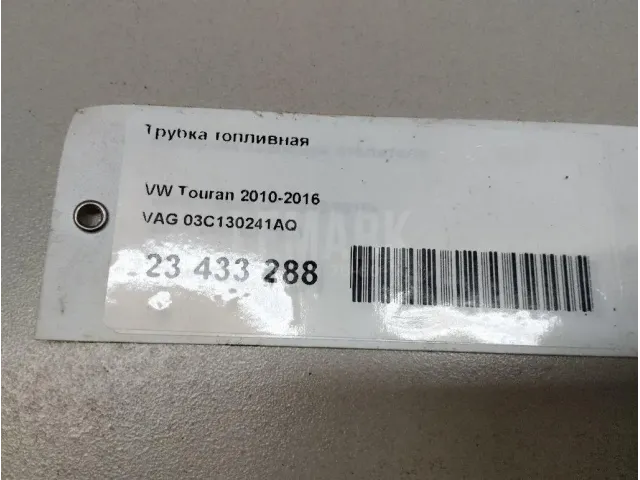 Трубка топливная
VW Touran 2010-2016
VAG 03C130241AQ
23 433 288